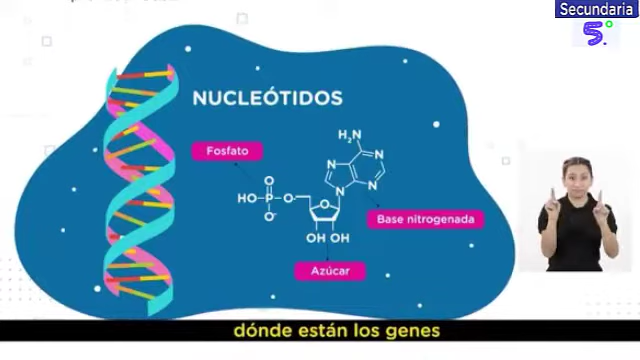 Secundaria
5°
NUCLEÓTIDOS
Fosfato
H₂N
N
N
N
N
O
HO-P-O
O⁻
O
OH OH
Base nitrogenada
Azúcar
dónde están los genes